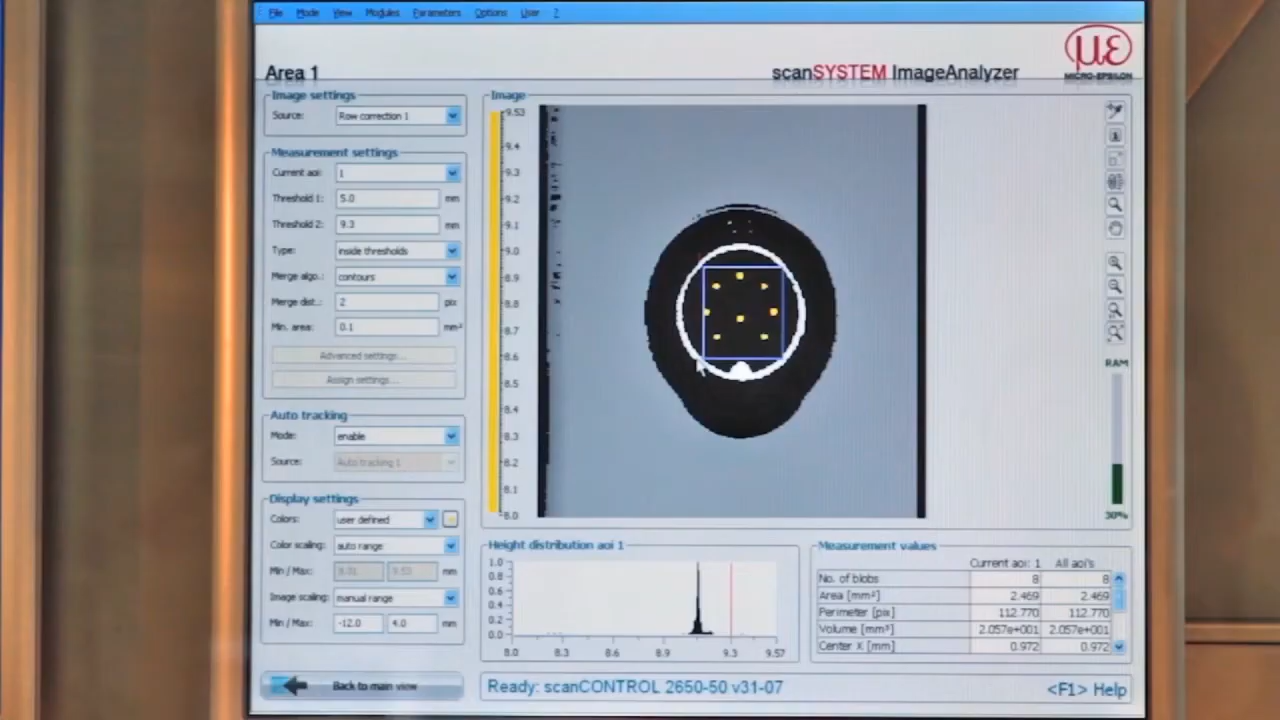 File Mode View Modules Parameters Options User ?
Area 1
scanSYSTEM ImageAnalyzer
με
MICRO-EPSILON
Image settings
Source: Row correction 1
Measurement settings
Current aoi: 1
Threshold 1: 5.0 mm
Threshold 2: 9.3 mm
Type: inside thresholds
Merge algo.: contours
Merge dist.: 2 pix
Min. area: 0.1 mm²
Advanced settings...
Assign settings...
Auto tracking
Mode: enable
Source: Auto tracking 1
Display settings
Colors: user defined
Color scaling: auto range
Min / Max: 8.01 9.53 mm
Image scaling: manual range
Min / Max: -12.0 4.0 mm
Back to main view
Image
9.53
9.4
9.3
9.2
9.1
9.0
8.9
8.8
8.7
8.6
8.5
8.4
8.3
8.2
8.1
8.0
RAM
30%
Height distribution aoi 1
1.0
0.8
0.6
0.4
0.2
0.0
8.0 8.3 8.6 8.9 9.3 9.57
Measurement values
Current aoi: 1 All aoi's
No. of blobs 8 8
Area [mm²] 2.469 2.469
Perimeter [pix] 112.770 112.770
Volume [mm³] 2.057e+001 2.057e+001
Center X [mm] 0.972 0.972
Ready: scanCONTROL 2650-50 v31-07
<F1> Help